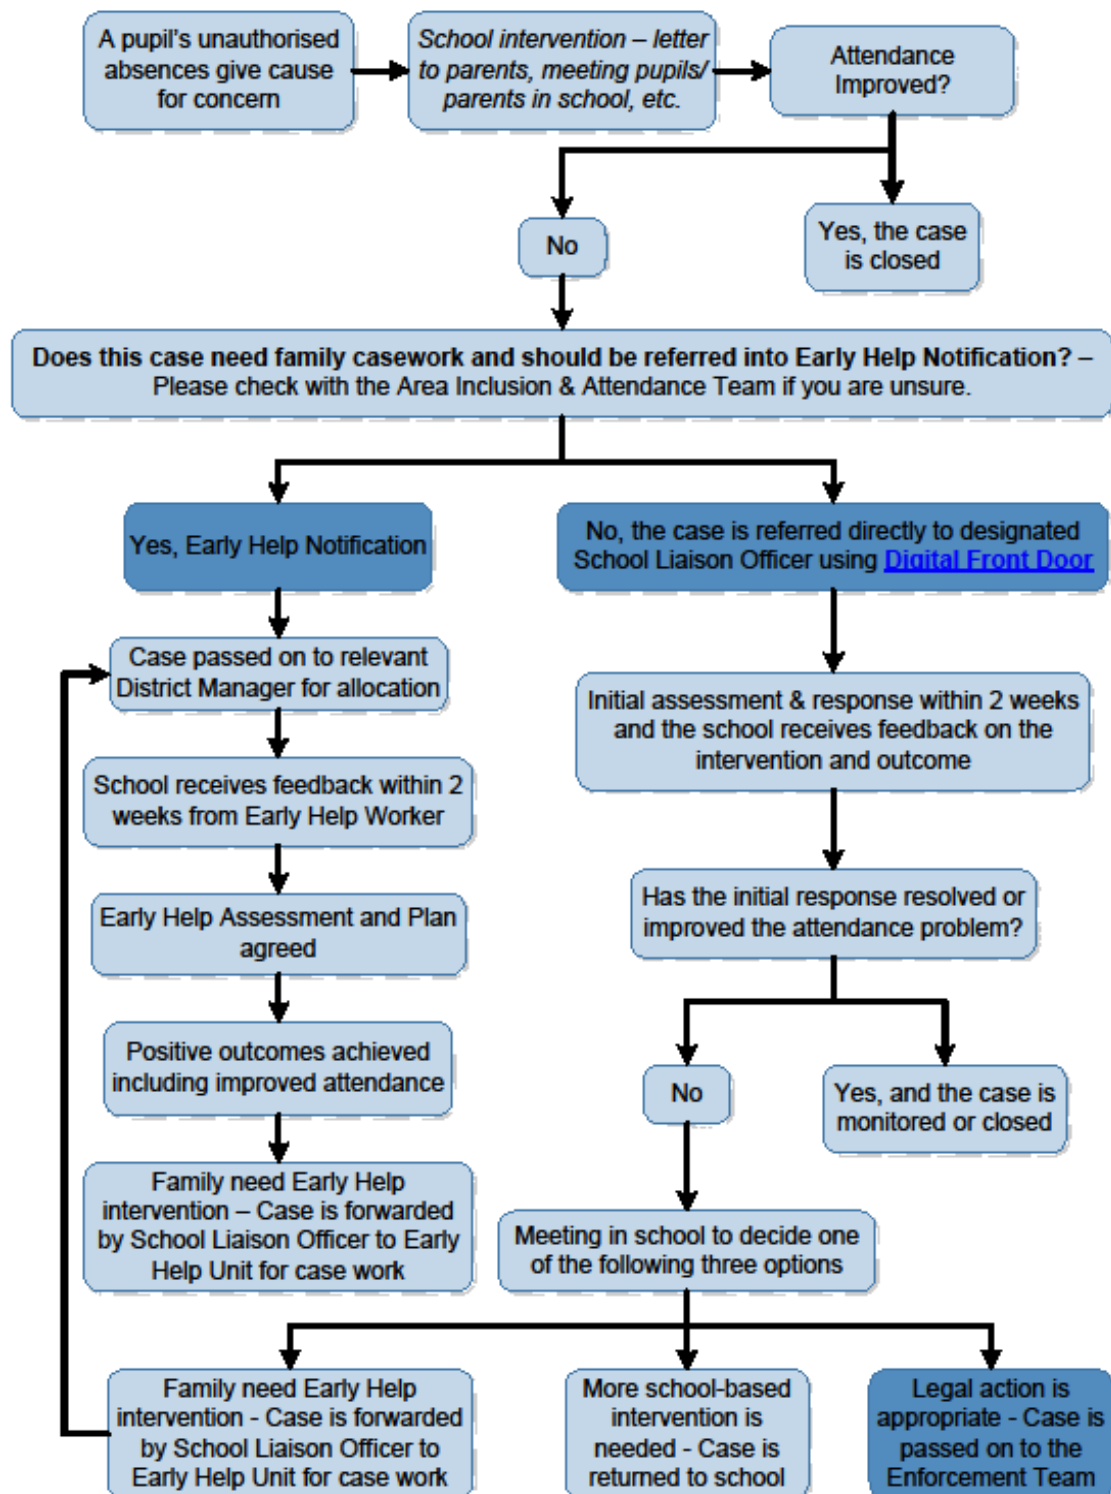 A pupil's unauthorised
absences give cause
for concern
School intervention – letter
to parents, meeting pupils/
parents in school, etc.
Attendance
Improved?
No
Yes, the case
is closed
Does this case need family casework and should be referred into Early Help Notification? –
Please check with the Area Inclusion & Attendance Team if you are unsure.
Yes, Early Help Notification
No, the case is referred directly to designated
School Liaison Officer using Digital Front Door
Case passed on to relevant
District Manager for allocation
School receives feedback within 2
weeks from Early Help Worker
Early Help Assessment and Plan
agreed
Positive outcomes achieved
including improved attendance
Family need Early Help
intervention – Case is forwarded
by School Liaison Officer to Early
Help Unit for case work
Initial assessment & response within 2 weeks
and the school receives feedback on the
intervention and outcome
Has the initial response resolved or
improved the attendance problem?
No
Yes, and the case is
monitored or closed
Meeting in school to decide one
of the following three options
Family need Early Help
intervention - Case is forwarded
by School Liaison Officer to
Early Help Unit for case work
More school-based
intervention is
needed - Case is
returned to school
Legal action is
appropriate - Case is
passed on to the
Enforcement Team